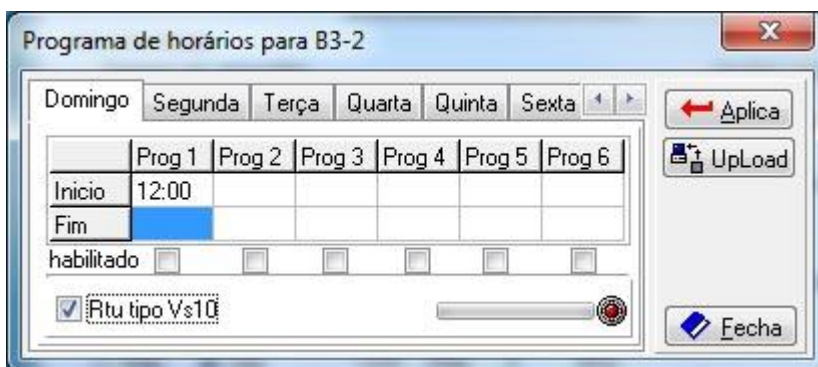 Programa de horários para B3-2
Domingo Segunda Terça Quarta Quinta Sexta
Aplica
UpLoad
Prog 1 Prog 2 Prog 3 Prog 4 Prog 5 Prog 6
Inicio 12:00
Fim
habilitado
Rtu tipo Vs10
Fecha